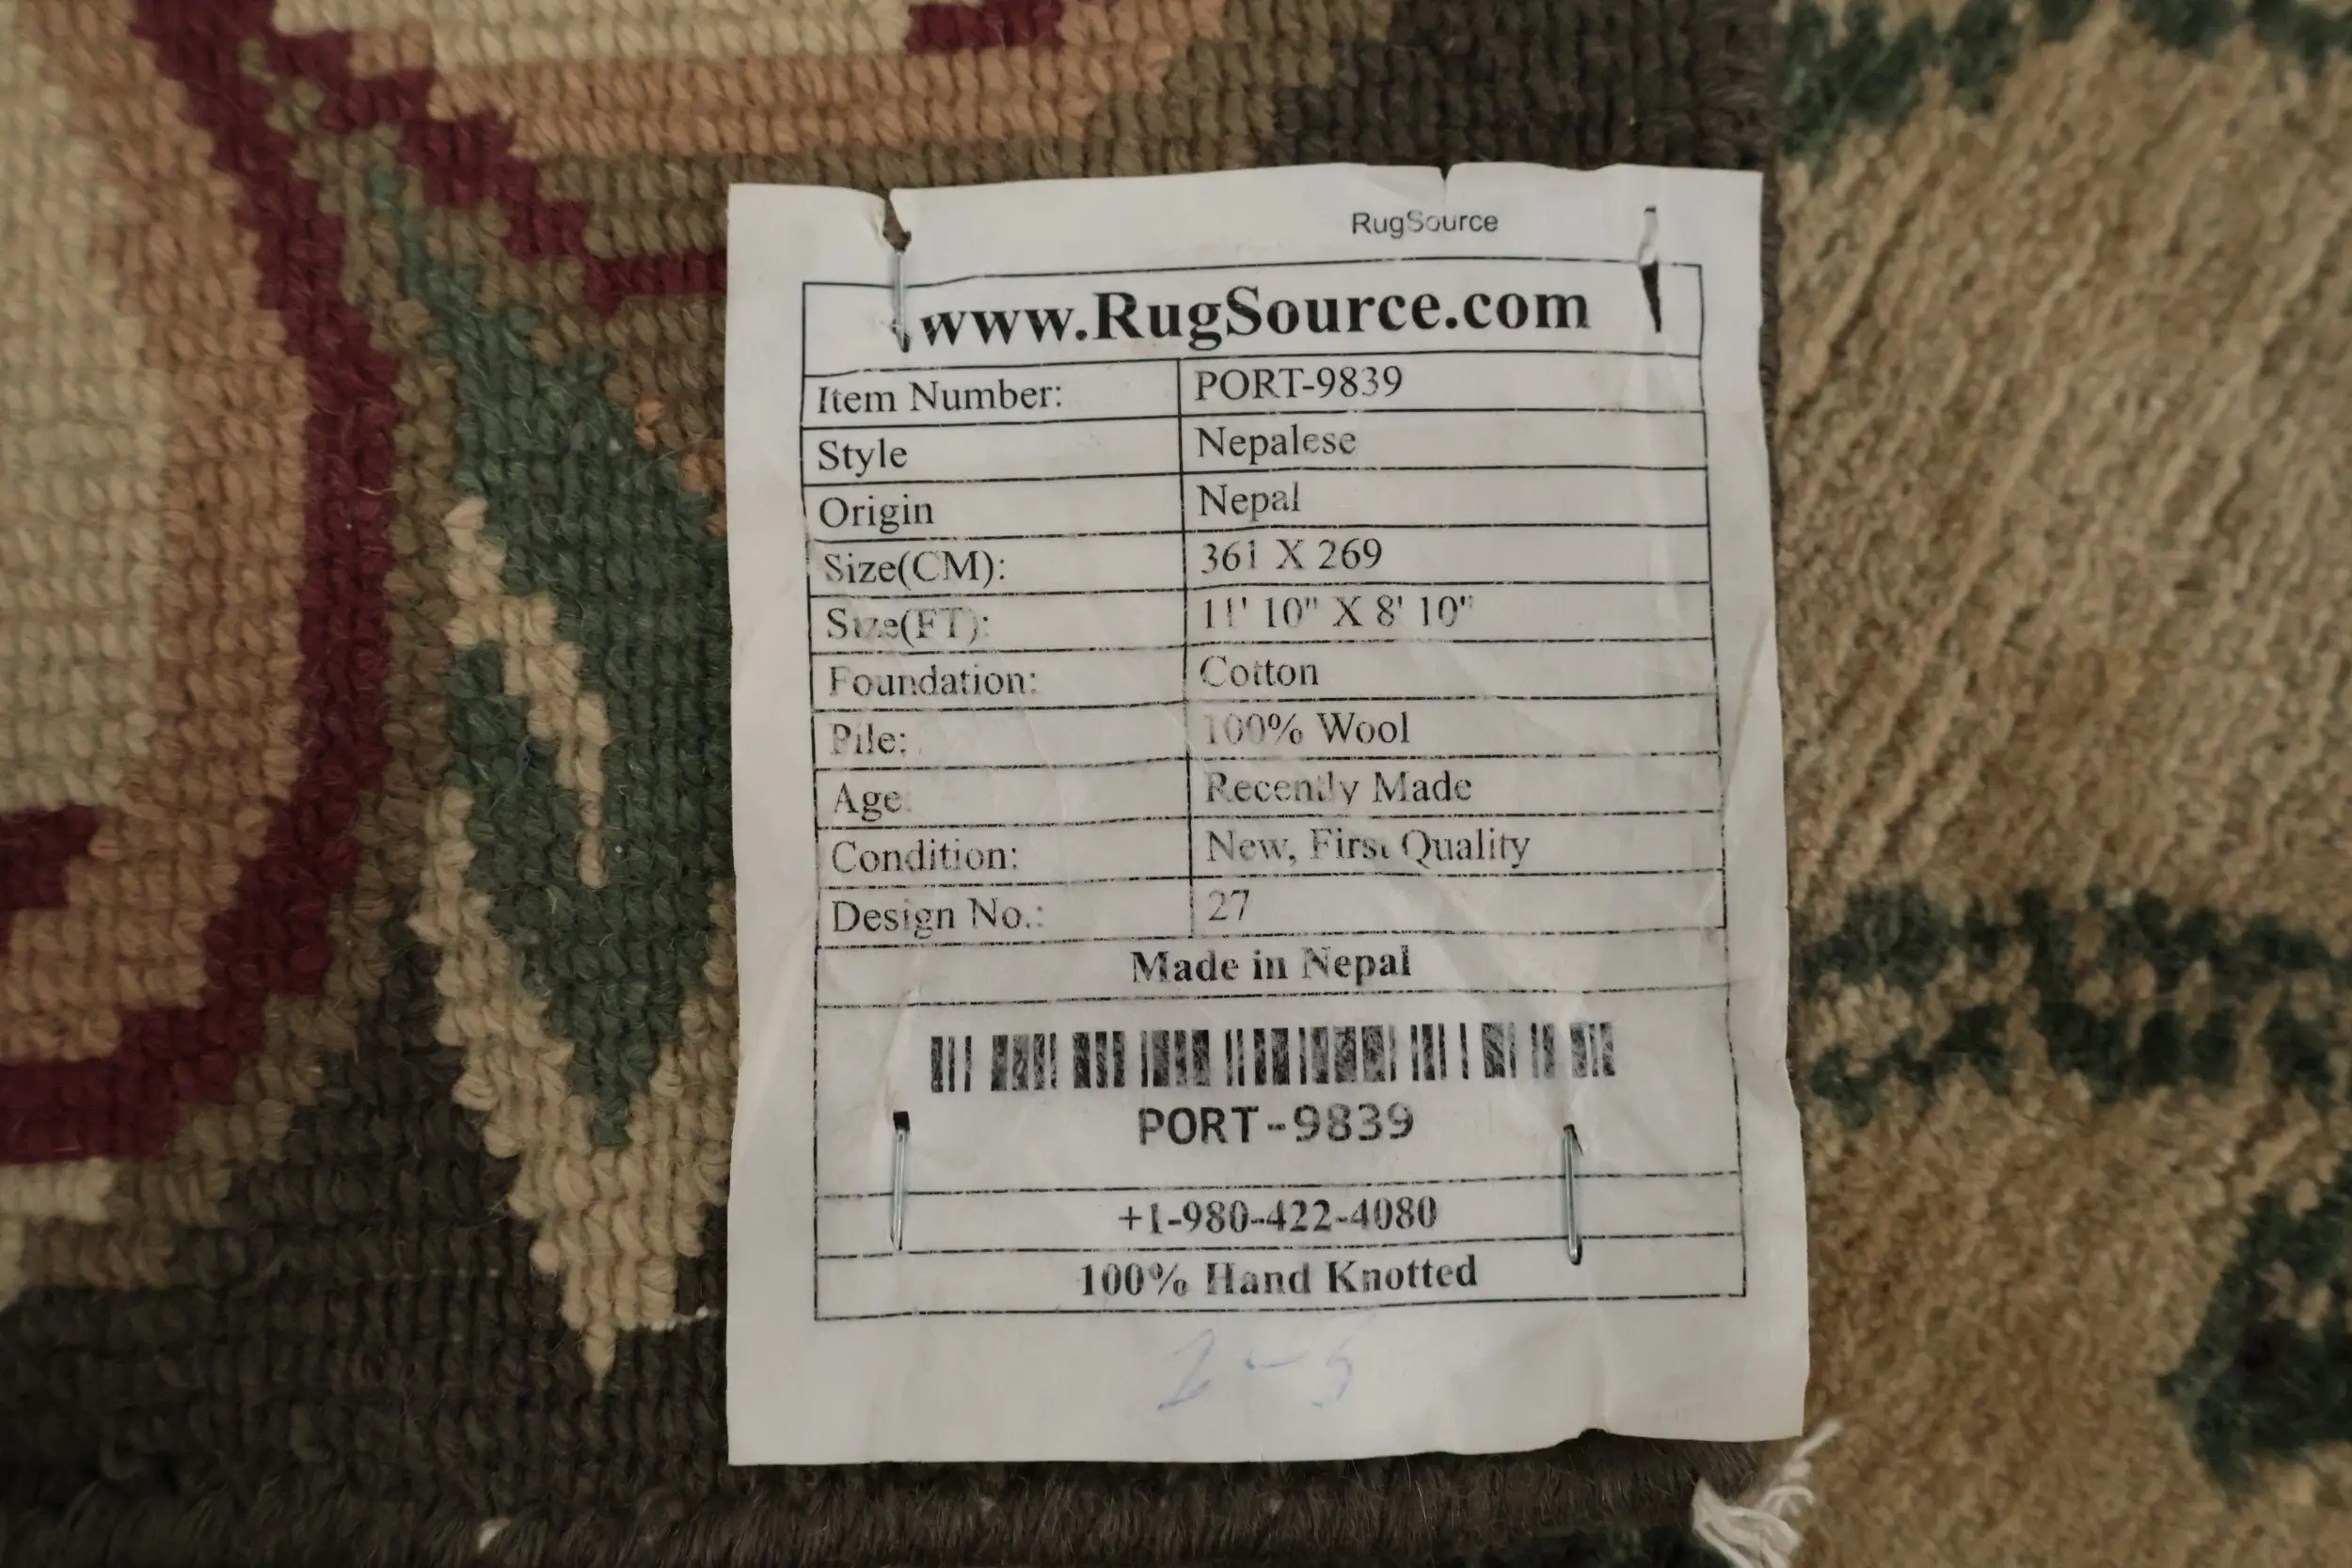 RugSource
www.RugSource.com
Item Number: PORT-9839
Style Nepalese
Origin Nepal
Size(CM): 361 X 269
Size(FT): 11' 10" X 8' 10"
Foundation: Cotton
Pile: 100% Wool
Age: Recently Made
Condition: New, First Quality
Design No.: 27
Made in Nepal
PORT-9839
+1-980-422-4080
100% Hand Knotted